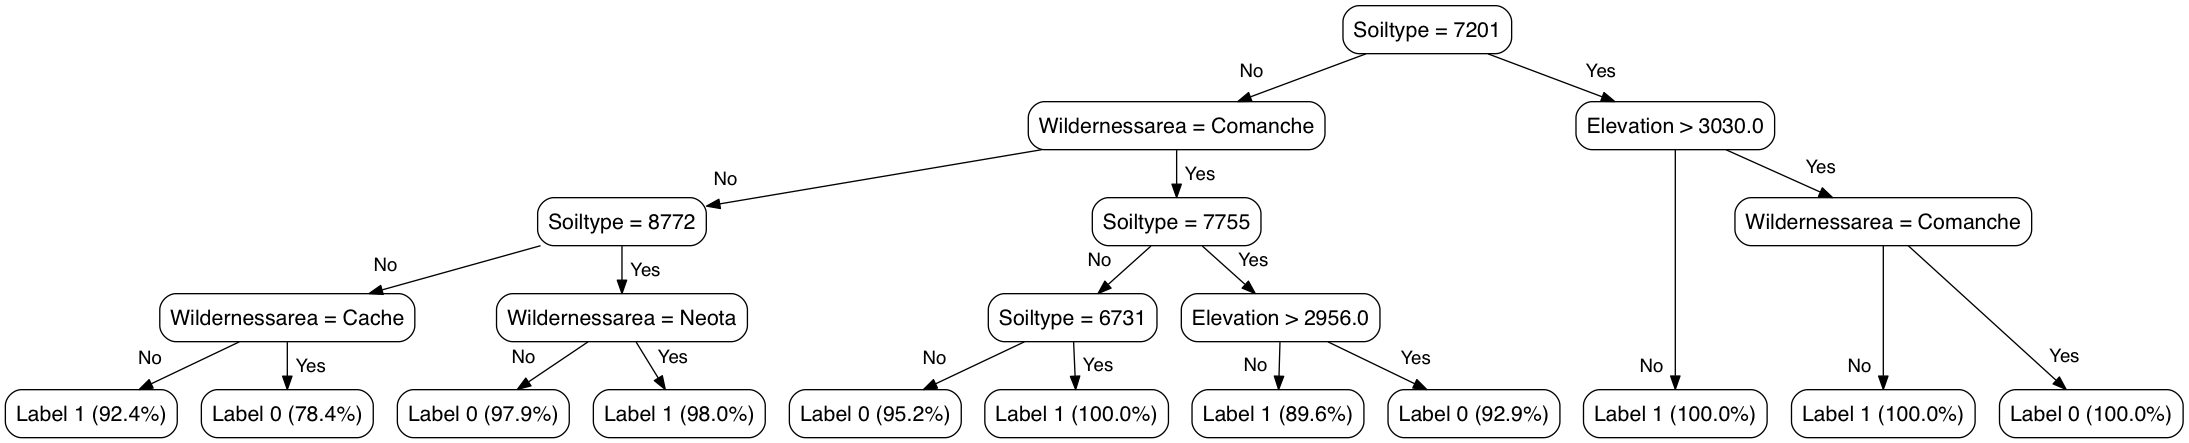 Soiltype = 7201
No
Yes
Wildernessarea = Comanche
Elevation > 3030.0
No
Yes
Yes
Soiltype = 8772
Soiltype = 7755
Wildernessarea = Comanche
No
Yes
No
Yes
Wildernessarea = Cache
Wildernessarea = Neota
Soiltype = 6731
Elevation > 2956.0
No
Yes
No
Yes
No
Yes
No
Yes
No
No
Yes
Label 1 (92.4%)
Label 0 (78.4%)
Label 0 (97.9%)
Label 1 (98.0%)
Label 0 (95.2%)
Label 1 (100.0%)
Label 1 (89.6%)
Label 0 (92.9%)
Label 1 (100.0%)
Label 1 (100.0%)
Label 0 (100.0%)